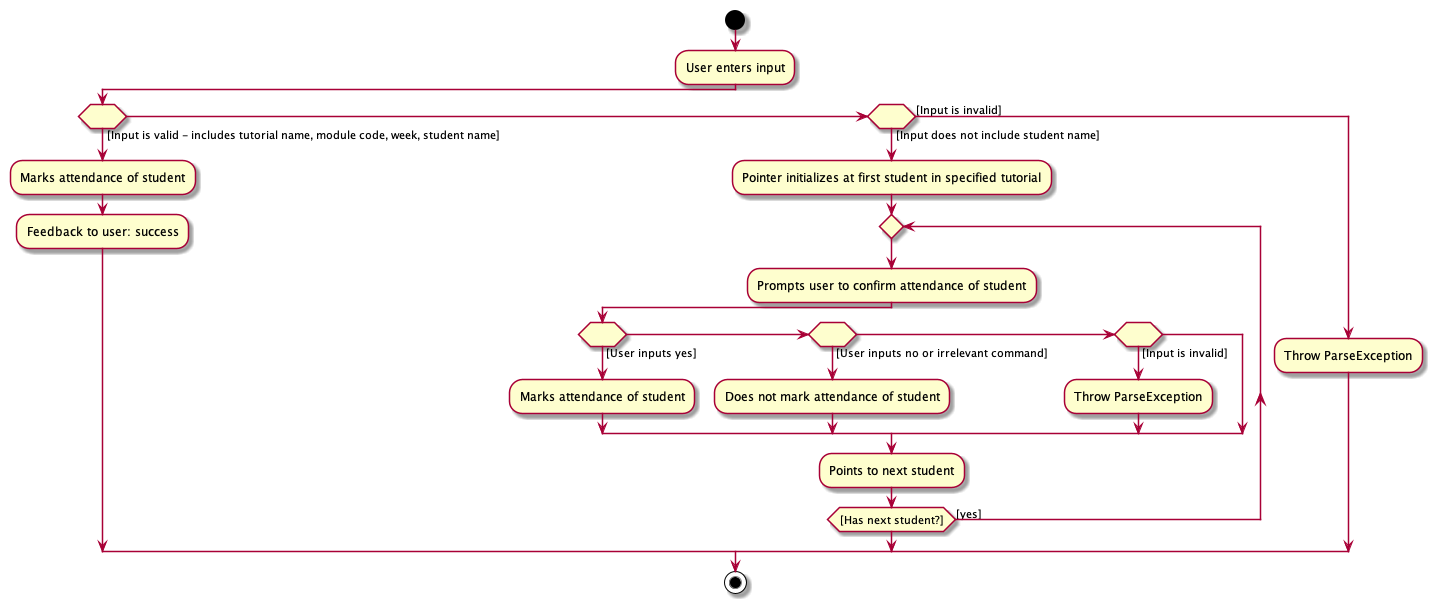 User enters input
[Input is invalid]
[Input is valid - includes tutorial name, module code, week, student name]
[Input does not include student name]
Marks attendance of student
Pointer initializes at first student in specified tutorial
Feedback to user: success
Prompts user to confirm attendance of student
[User inputs yes]
[User inputs no or irrelevant command]
[Input is invalid]
Throw ParseException
Marks attendance of student
Does not mark attendance of student
Throw ParseException
Points to next student
[Has next student?]
[yes]